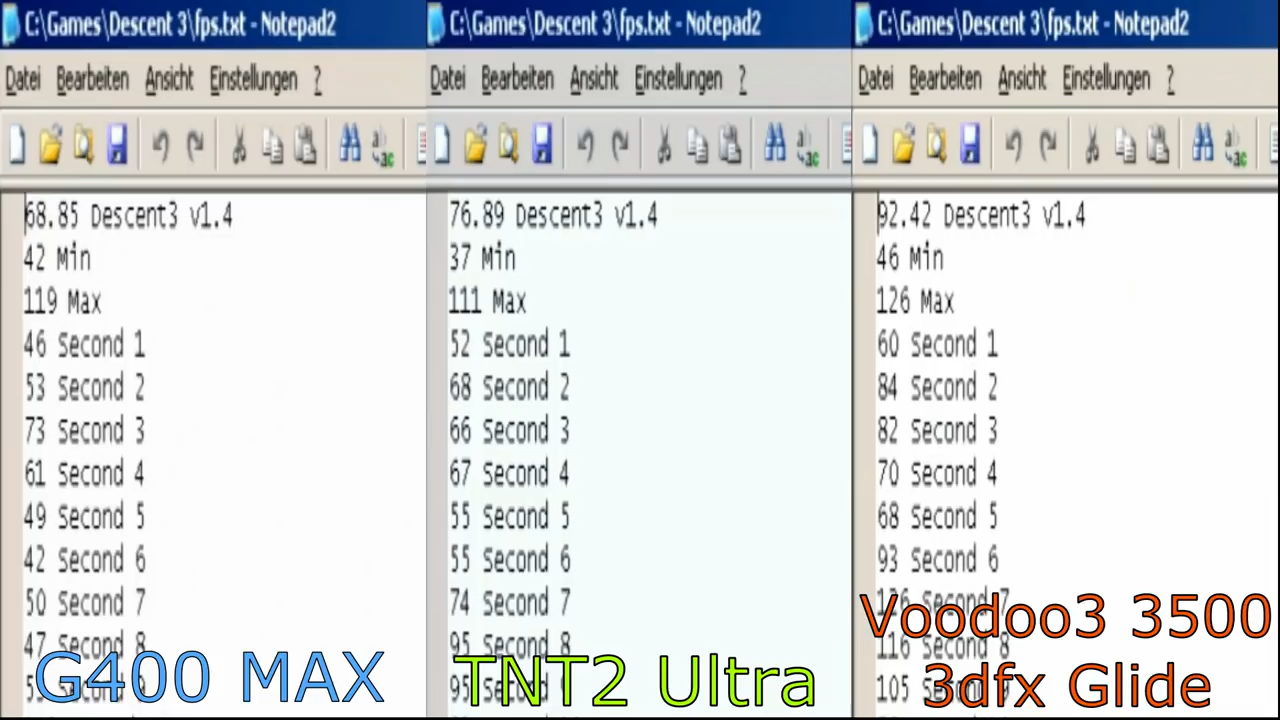 C:\Games\Descent 3\fps.txt - Notepad2
Datei Bearbeiten Ansicht Einstellungen ?
68.85 Descent3 v1.4
42 Min
119 Max
46 Second 1
53 Second 2
73 Second 3
61 Second 4
49 Second 5
42 Second 6
50 Second 7
47 Second 8
G400 MAX
C:\Games\Descent 3\fps.txt - Notepad2
Datei Bearbeiten Ansicht Einstellungen ?
76.89 Descent3 v1.4
37 Min
111 Max
52 Second 1
68 Second 2
66 Second 3
67 Second 4
55 Second 5
55 Second 6
74 Second 7
95 Second 8
95
TNT2 Ultra
C:\Games\Descent 3\fps.txt - Notepad2
Datei Bearbeiten Ansicht Einstellungen ?
92.42 Descent3 v1.4
46 Min
126 Max
60 Second 1
84 Second 2
82 Second 3
70 Second 4
68 Second 5
93 Second 6
126 Second 7
Voodoo3 3500
116 Second 8
105
3dfx Glide